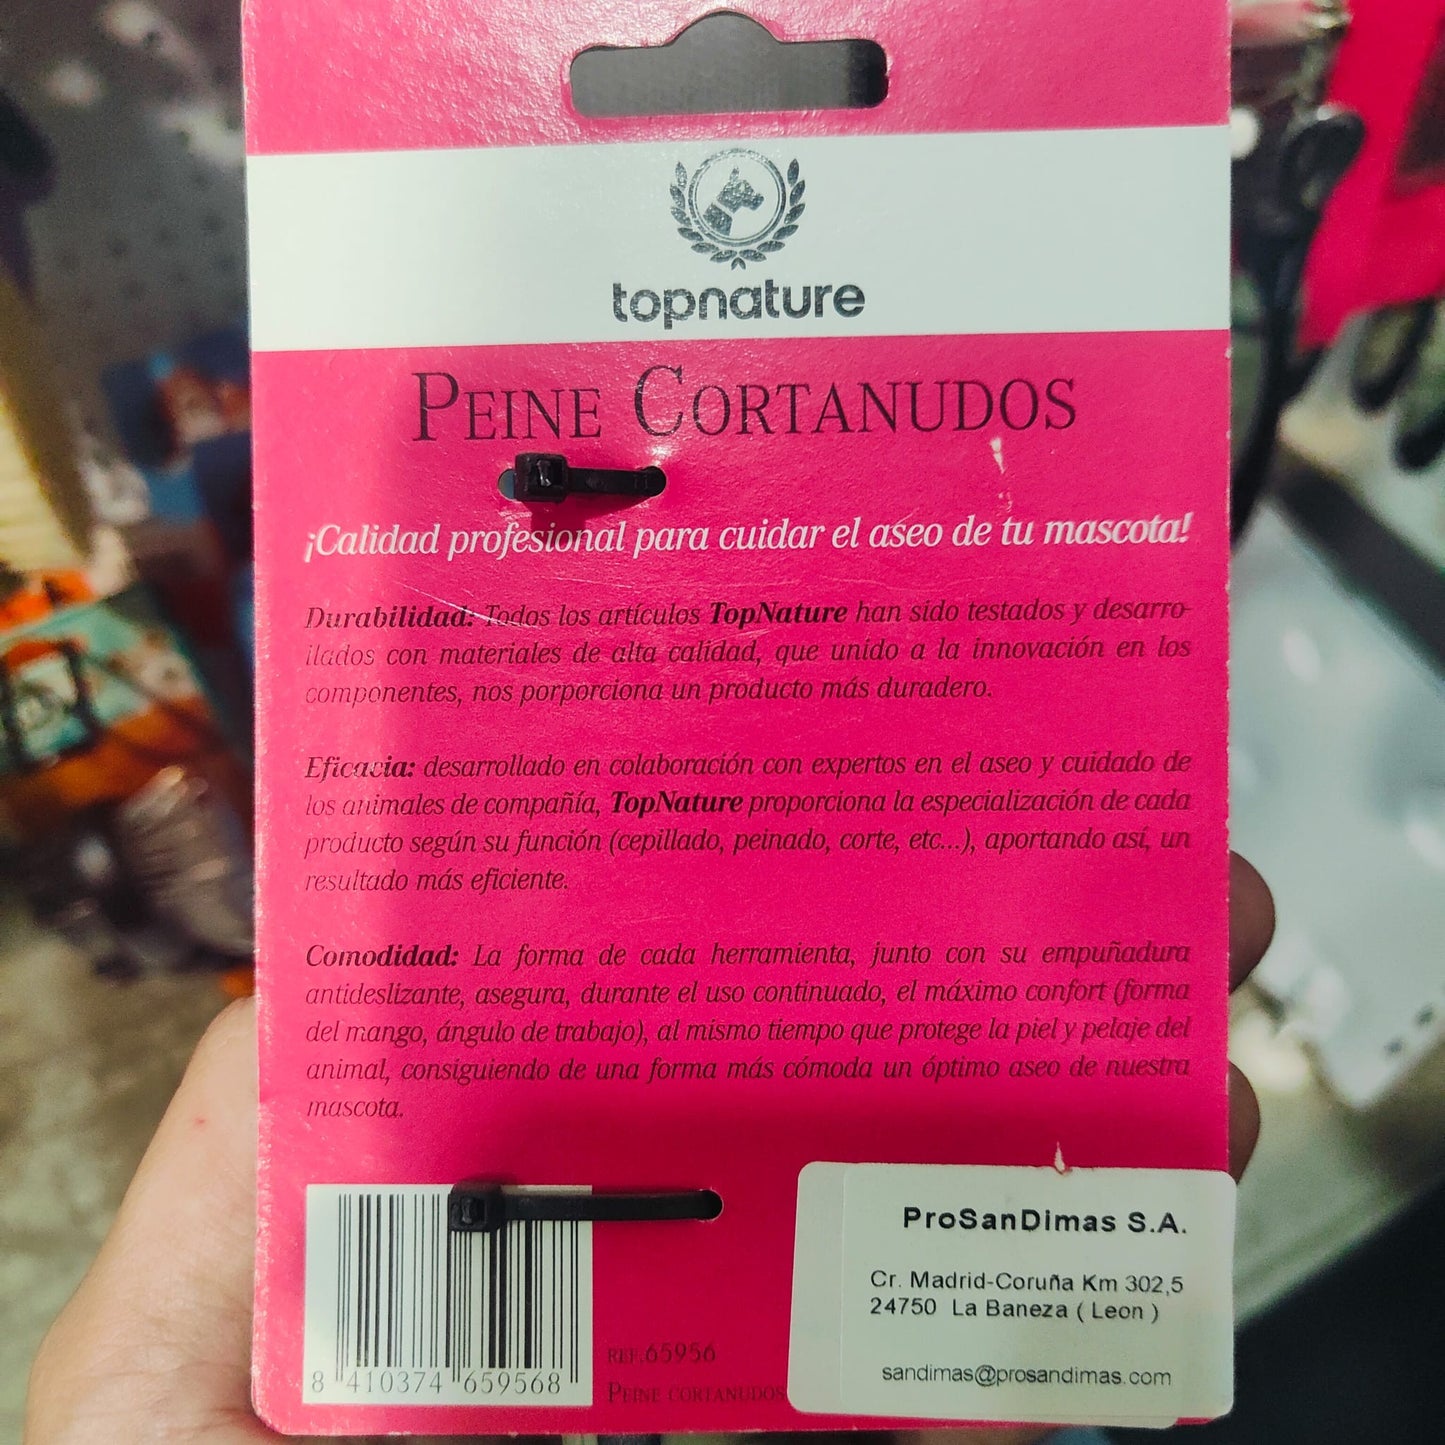 topnature
PEINE CORTANUDOS
¡Calidad profesional para cuidar el aseo de tu mascota!
Durabilidad: Todos los artículos TopNature han sido testados y desarro-
llados con materiales de alta calidad, que unido a la innovación en los
componentes, nos porporciona un producto más duradero.
Eficacia: desarrollado en colaboración con expertos en el aseo y cuidado de
los animales de compañía, TopNature proporciona la especialización de cada
producto según su función (cepillado, peinado, corte, etc...), aportando así, un
resultado más eficiente.
Comodidad: La forma de cada herramienta, junto con su empuñadura
antideslizante, asegura, durante el uso continuado, el máximo confort (forma
del mango, ángulo de trabajo), al mismo tiempo que protege la piel y pelaje del
animal, consiguiendo de una forma más cómoda un óptimo aseo de nuestra
mascota.
8 410374 659568
REF.65956
PEINE CORTANUDOS
ProSanDimas S.A.
Cr. Madrid-Coruña Km 302,5
24750 La Baneza ( Leon )
sandimas@prosandimas.com